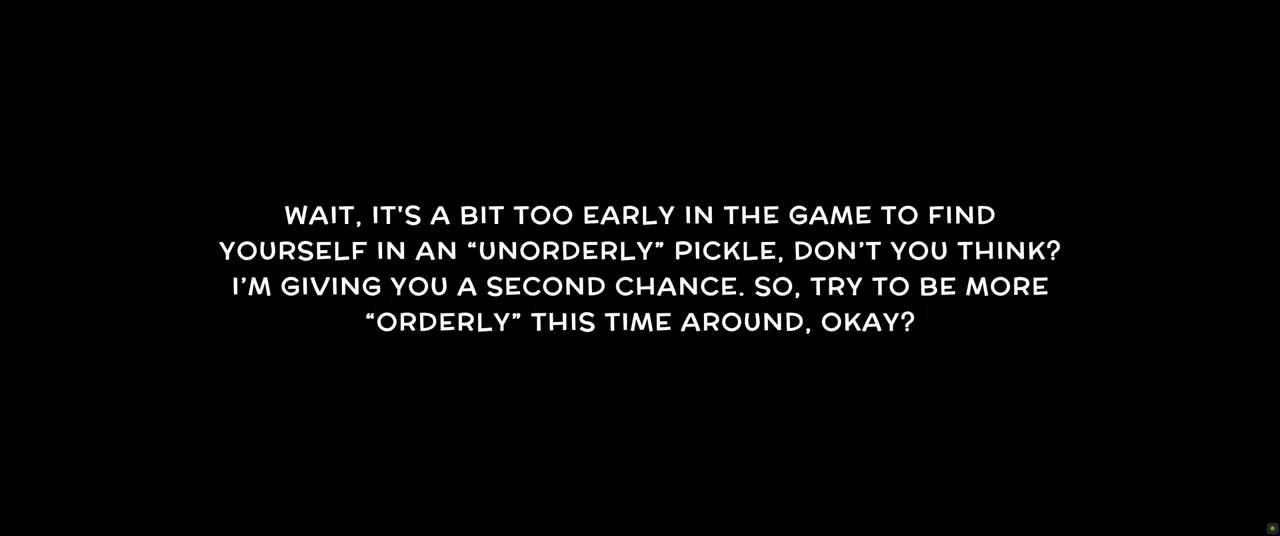 WAIT, IT'S A BIT TOO EARLY IN THE GAME TO FIND
YOURSELF IN AN “UNORDERLY” PICKLE, DON’T YOU THINK?
I’M GIVING YOU A SECOND CHANCE. SO, TRY TO BE MORE
“ORDERLY” THIS TIME AROUND, OKAY?